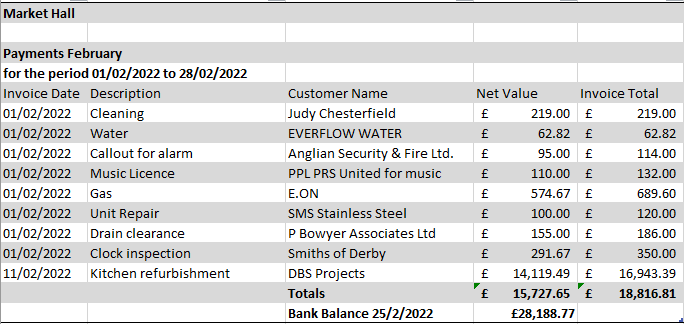 Market Hall
Payments February
for the period 01/02/2022 to 28/02/2022
Invoice Date Description Customer Name Net Value Invoice Total
01/02/2022 Cleaning Judy Chesterfield £ 219.00 £ 219.00
01/02/2022 Water EVERFLOW WATER £ 62.82 £ 62.82
01/02/2022 Callout for alarm Anglian Security & Fire Ltd. £ 95.00 £ 114.00
01/02/2022 Music Licence PPL PRS United for music £ 110.00 £ 132.00
01/02/2022 Gas E.ON £ 574.67 £ 689.60
01/02/2022 Unit Repair SMS Stainless Steel £ 100.00 £ 120.00
01/02/2022 Drain clearance P Bowyer Associates Ltd £ 155.00 £ 186.00
01/02/2022 Clock inspection Smiths of Derby £ 291.67 £ 350.00
11/02/2022 Kitchen refurbishment DBS Projects £ 14,119.49 £ 16,943.39
Totals £ 15,727.65 £ 18,816.81
Bank Balance 25/2/2022 £28,188.77